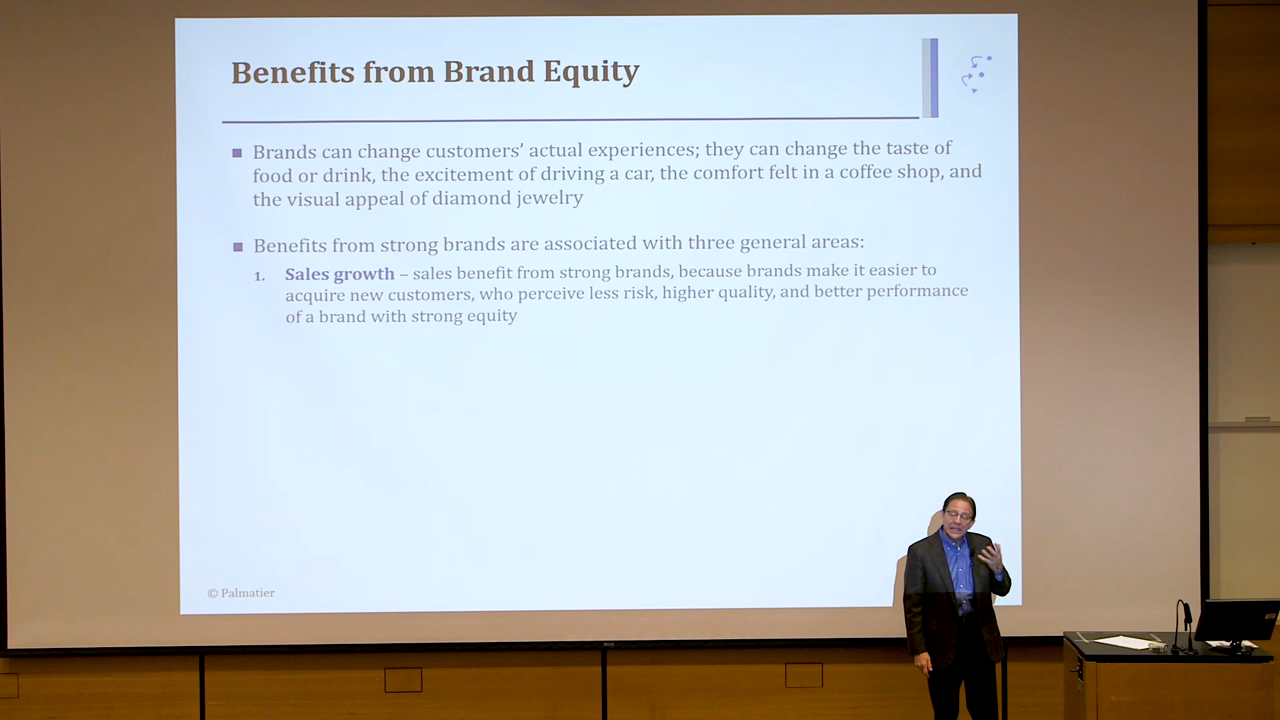 Benefits from Brand Equity
■ Brands can change customers’ actual experiences; they can change the taste of
food or drink, the excitement of driving a car, the comfort felt in a coffee shop, and
the visual appeal of diamond jewelry
■ Benefits from strong brands are associated with three general areas:
1. Sales growth – sales benefit from strong brands, because brands make it easier to
acquire new customers, who perceive less risk, higher quality, and better performance
of a brand with strong equity
© Palmatier